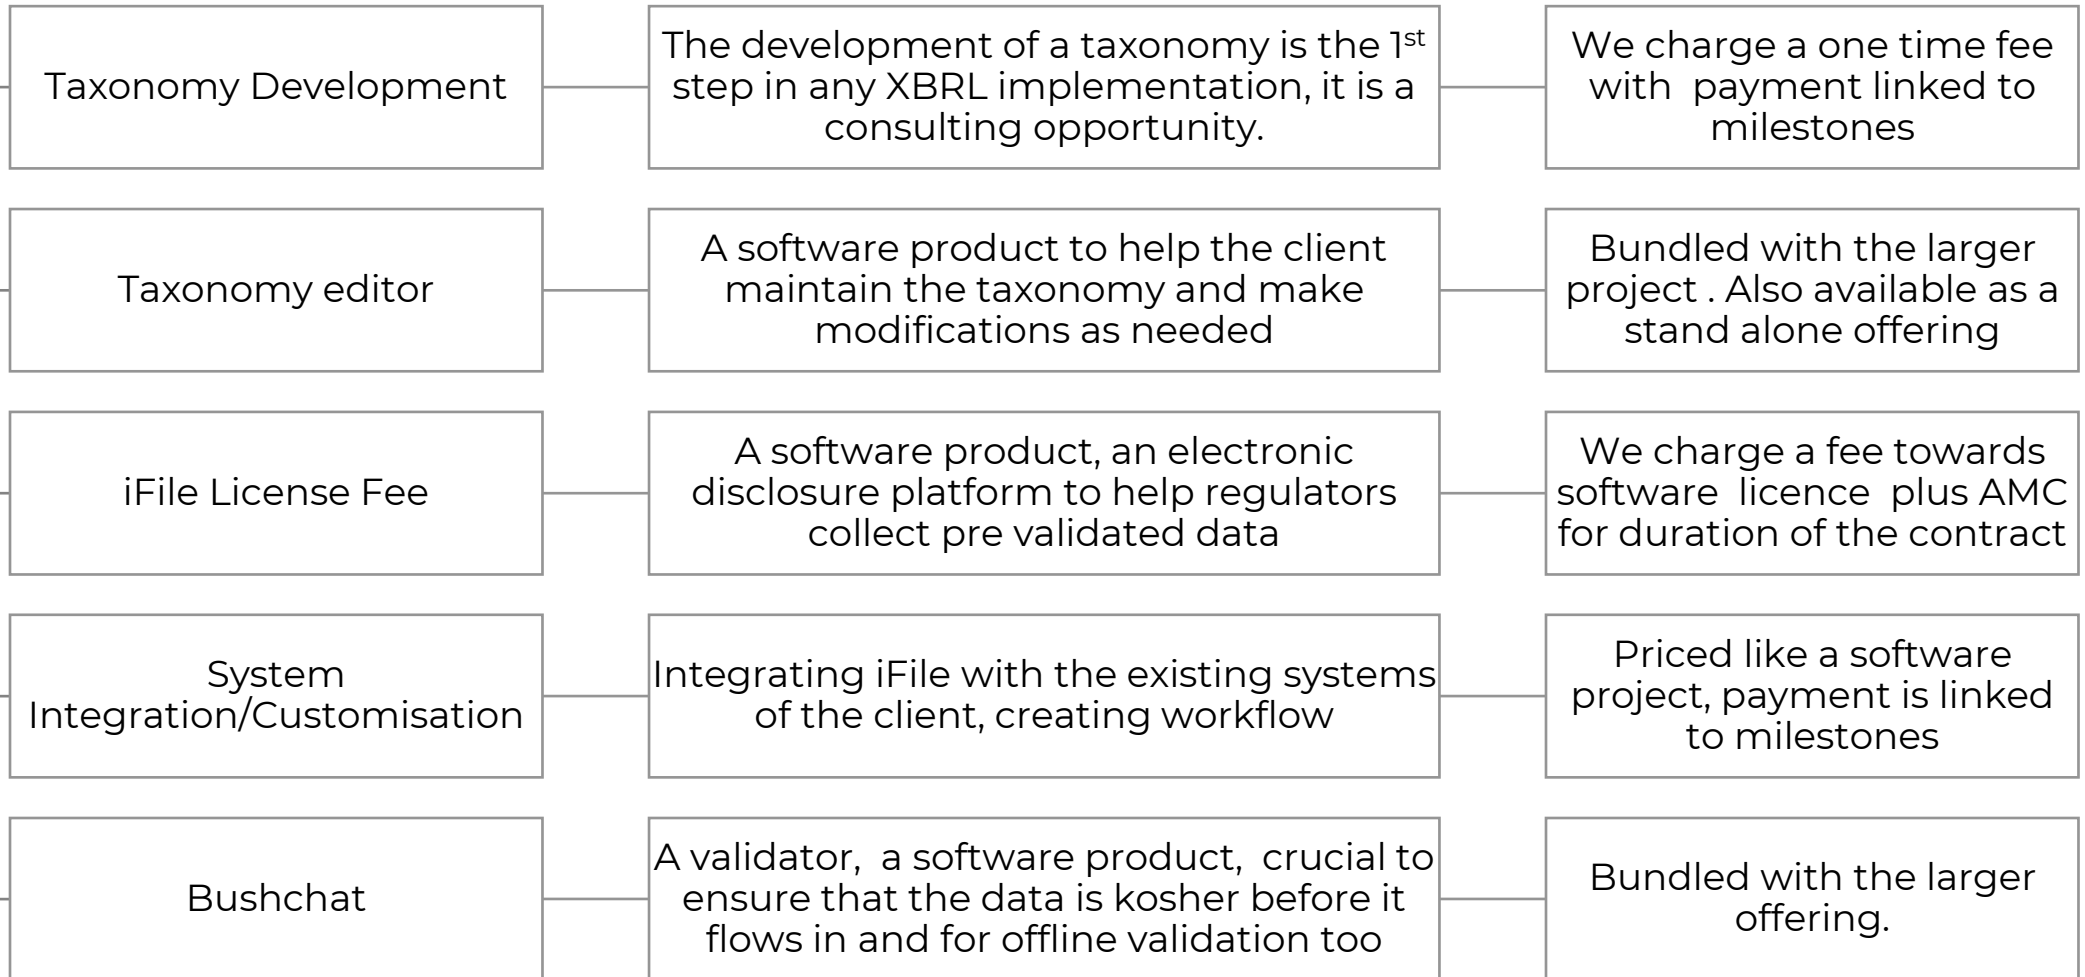 Taxonomy Development
The development of a taxonomy is the 1st
step in any XBRL implementation, it is a
consulting opportunity.
We charge a one time fee
with  payment linked to
milestones
Taxonomy editor
A software product to help the client
maintain the taxonomy and make
modifications as needed
Bundled with the larger
project . Also available as a
stand alone offering
iFile License Fee
A software product, an electronic
disclosure platform to help regulators
collect pre validated data
We charge a fee towards
software  licence  plus AMC
for duration of the contract
System
Integration/Customisation
Integrating iFile with the existing systems
of the client, creating workflow
Priced like a software
project, payment is linked
to milestones
Bushchat
A validator,  a software product,  crucial to
ensure that the data is kosher before it
flows in and for offline validation too
Bundled with the larger
offering.